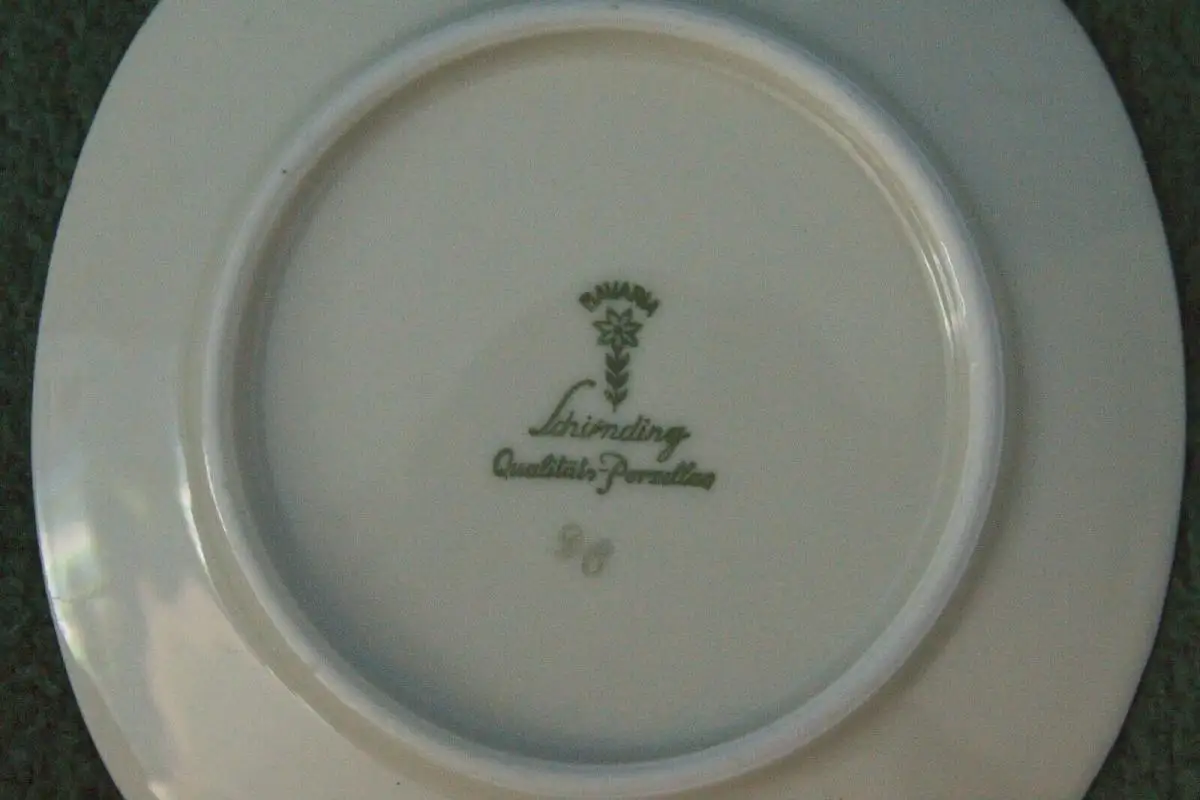 BAVARIA
Schirnding
Qualitäts-Porzellan